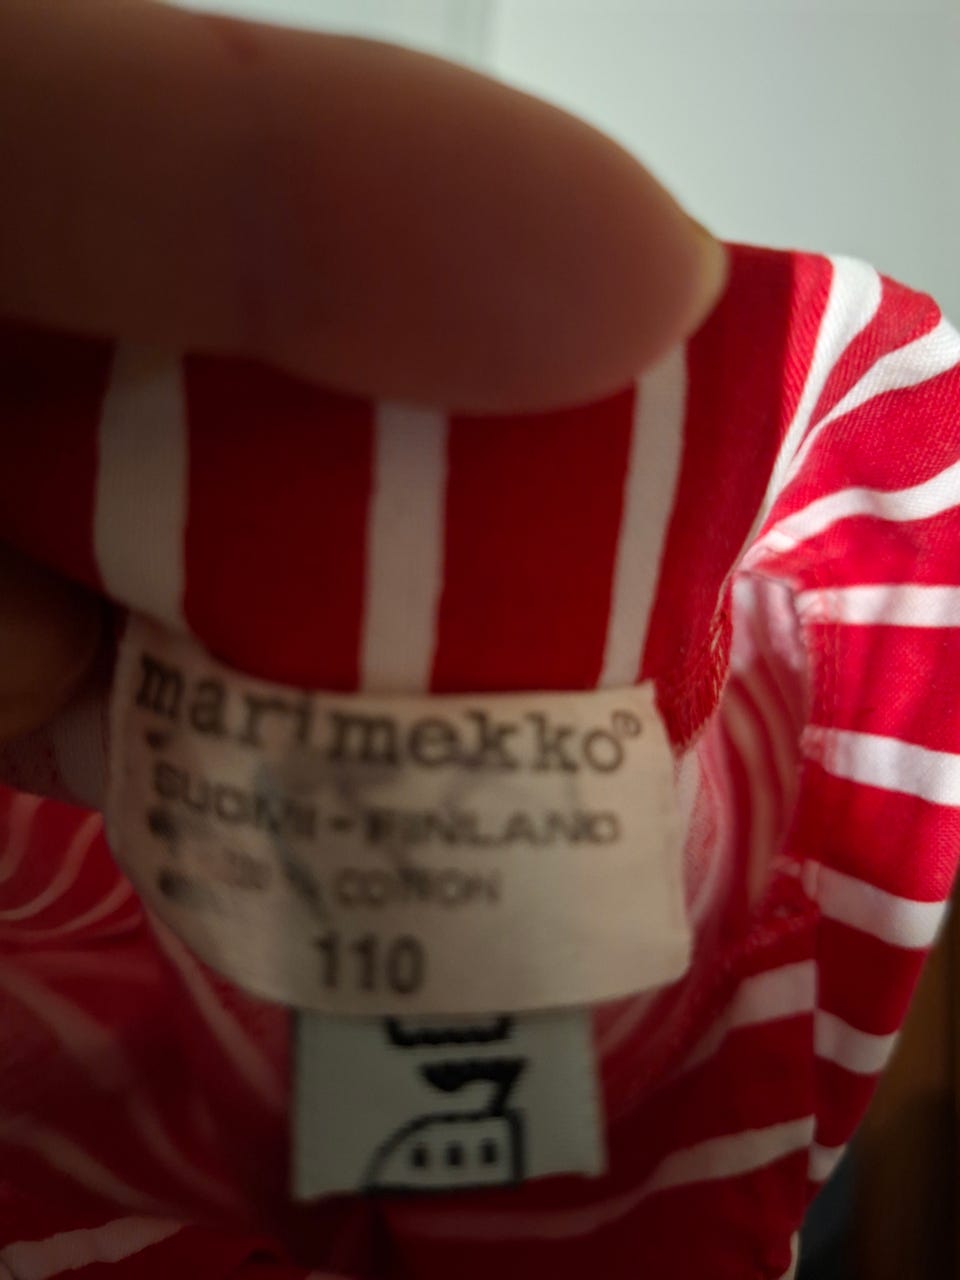 marimekko®
SUOMI - FINLAND
COTTON
110